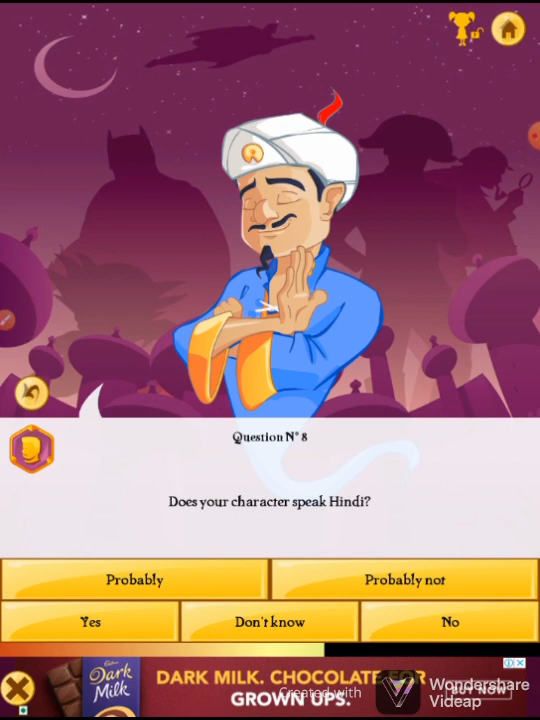 Question N° 8
Does your character speak Hindi?
Probably
Probably not
Yes
Don't know
No
Cadbury
Dark
Milk
DARK MILK. CHOCOLATE FOR
GROWN UPS.
BUY NOW
Created with
Wondershare
Videap